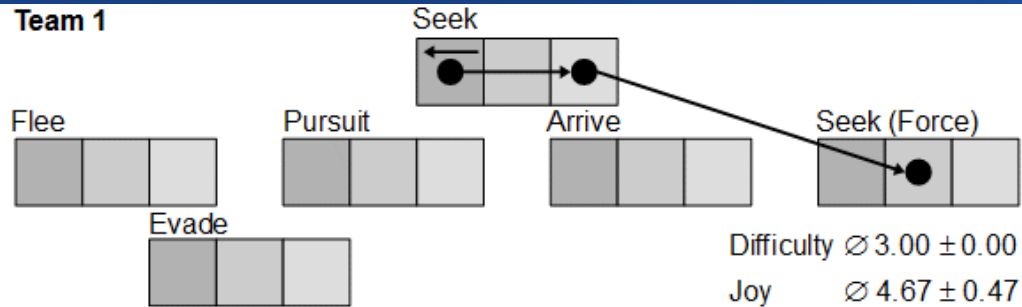 Team 1
Seek
Flee
Pursuit
Arrive
Seek (Force)
Evade
Difficulty ∅ 3.00 ± 0.00
Joy ∅ 4.67 ± 0.47